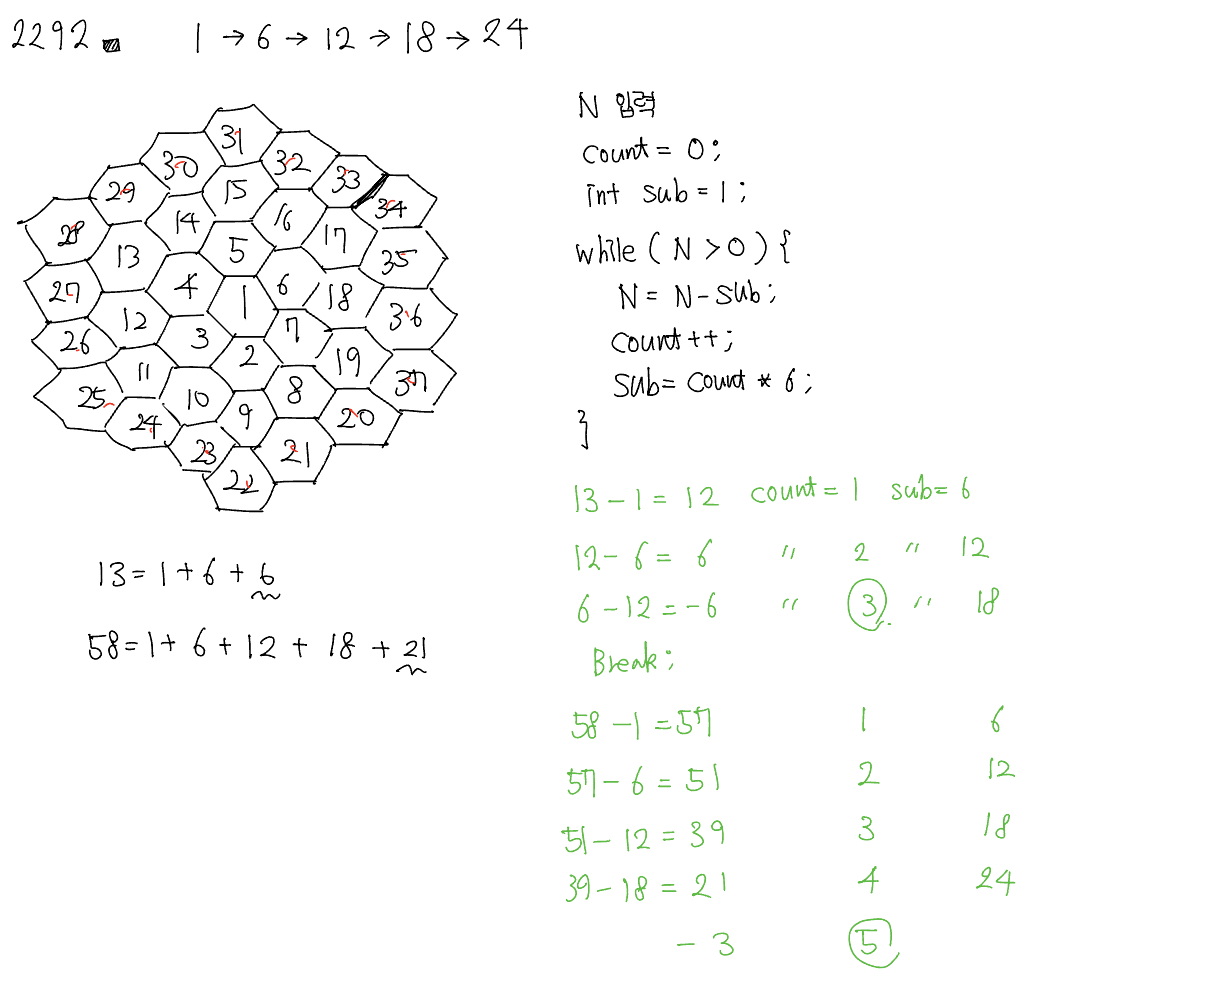 2292. 1 → 6 → 12 → 18 → 24
31
30 32
29 15 33
14 16 34
28 5 17
13 35
4 6
27 1 18
12 7 36
26 3
2 19
11 37
25 10 8
9 20
24
23 21
22
13 = 1 + 6 + 6
58 = 1 + 6 + 12 + 18 + 21
N 입력
count = 0;
int sub = 1;
while ( N > 0 ) {
N = N - sub;
count ++;
sub = count * 6;
}
13 - 1 = 12 count = 1 sub = 6
12 - 6 = 6 〃 2 〃 12
6 - 12 = -6 〃 3 〃 18
Break;
58 - 1 = 57 1 6
57 - 6 = 51 2 12
51 - 12 = 39 3 18
39 - 18 = 21 4 24
- 3 5